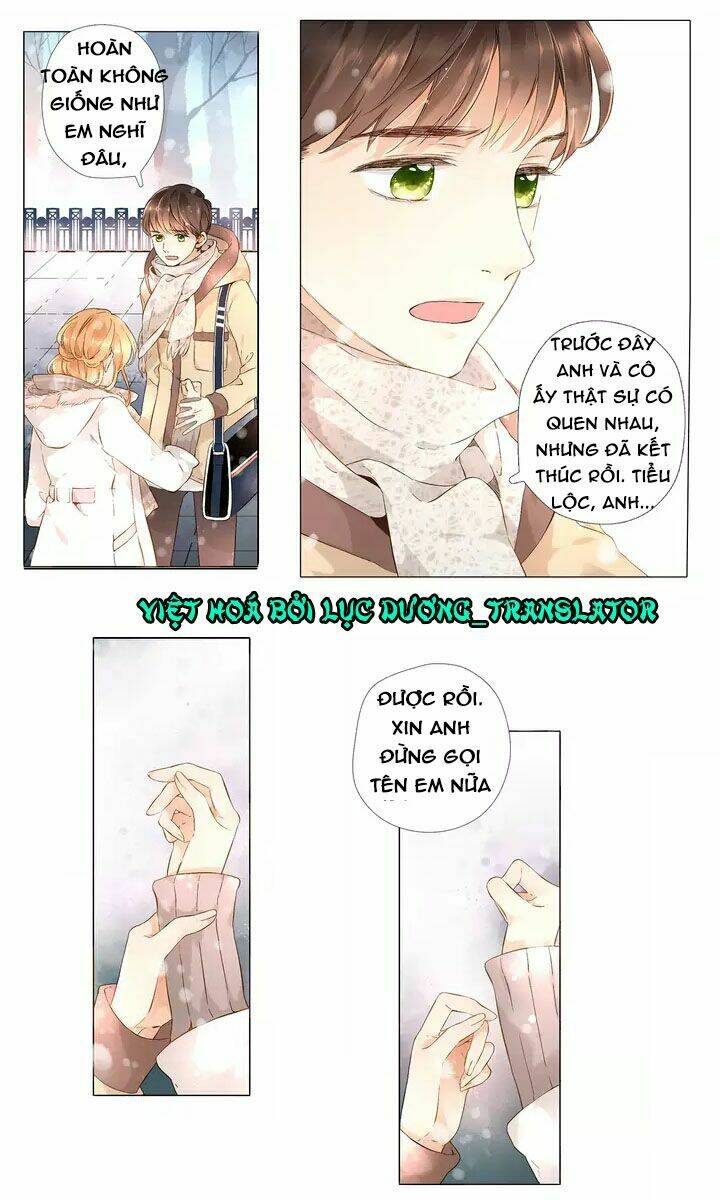 HOÀN
TOÀN KHÔNG
GIỐNG NHƯ
EM NGHĨ
ĐÂU,
TRƯỚC ĐÂY
ANH VÀ CÔ
ẤY THẬT SỰ CÓ
QUEN NHAU,
NHƯNG ĐÃ KẾT
THÚC RỒI. TIỂU
LỘC, ANH...
VIỆT HOÁ BỞI LỤC DƯƠNG_TRANSLATOR
ĐƯỢC RỒI.
XIN ANH
ĐỪNG GỌI
TÊN EM NỮA